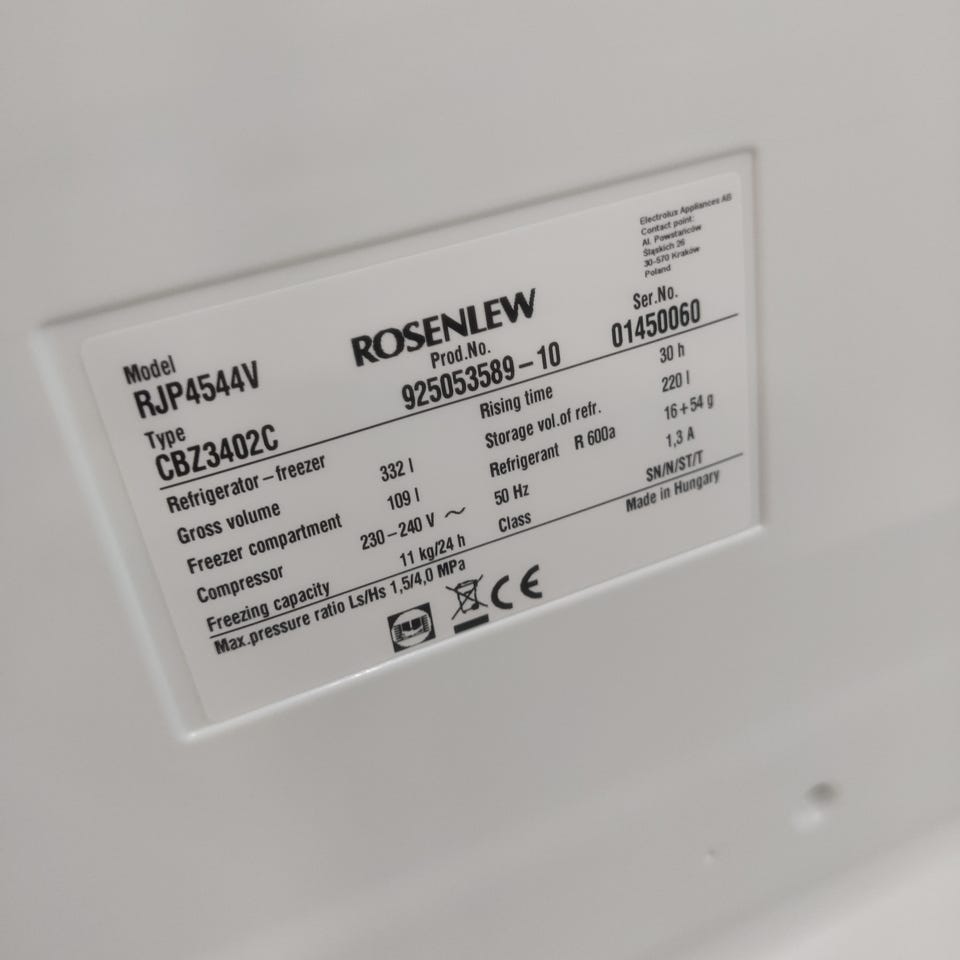 Electrolux Appliances AB
Contact point:
Al. Powstańców
Śląskich 26
30-570 Kraków
Poland
Model
RJP4544V
ROSENLEW
Prod.No.
925053589-10
Ser.No.
01450060
Type
CBZ3402C
Rising time 30 h
Refrigerator-freezer
Storage vol.of refr. 220 l
Gross volume 332 l
Refrigerant R 600a 16+54 g
Freezer compartment 109 l
50 Hz 1,3 A
Compressor 230-240 V ~
Class SN/N/ST/T
Freezing capacity 11 kg/24 h
Made in Hungary
Max.pressure ratio Ls/Hs 1,5/4,0 MPa
CE